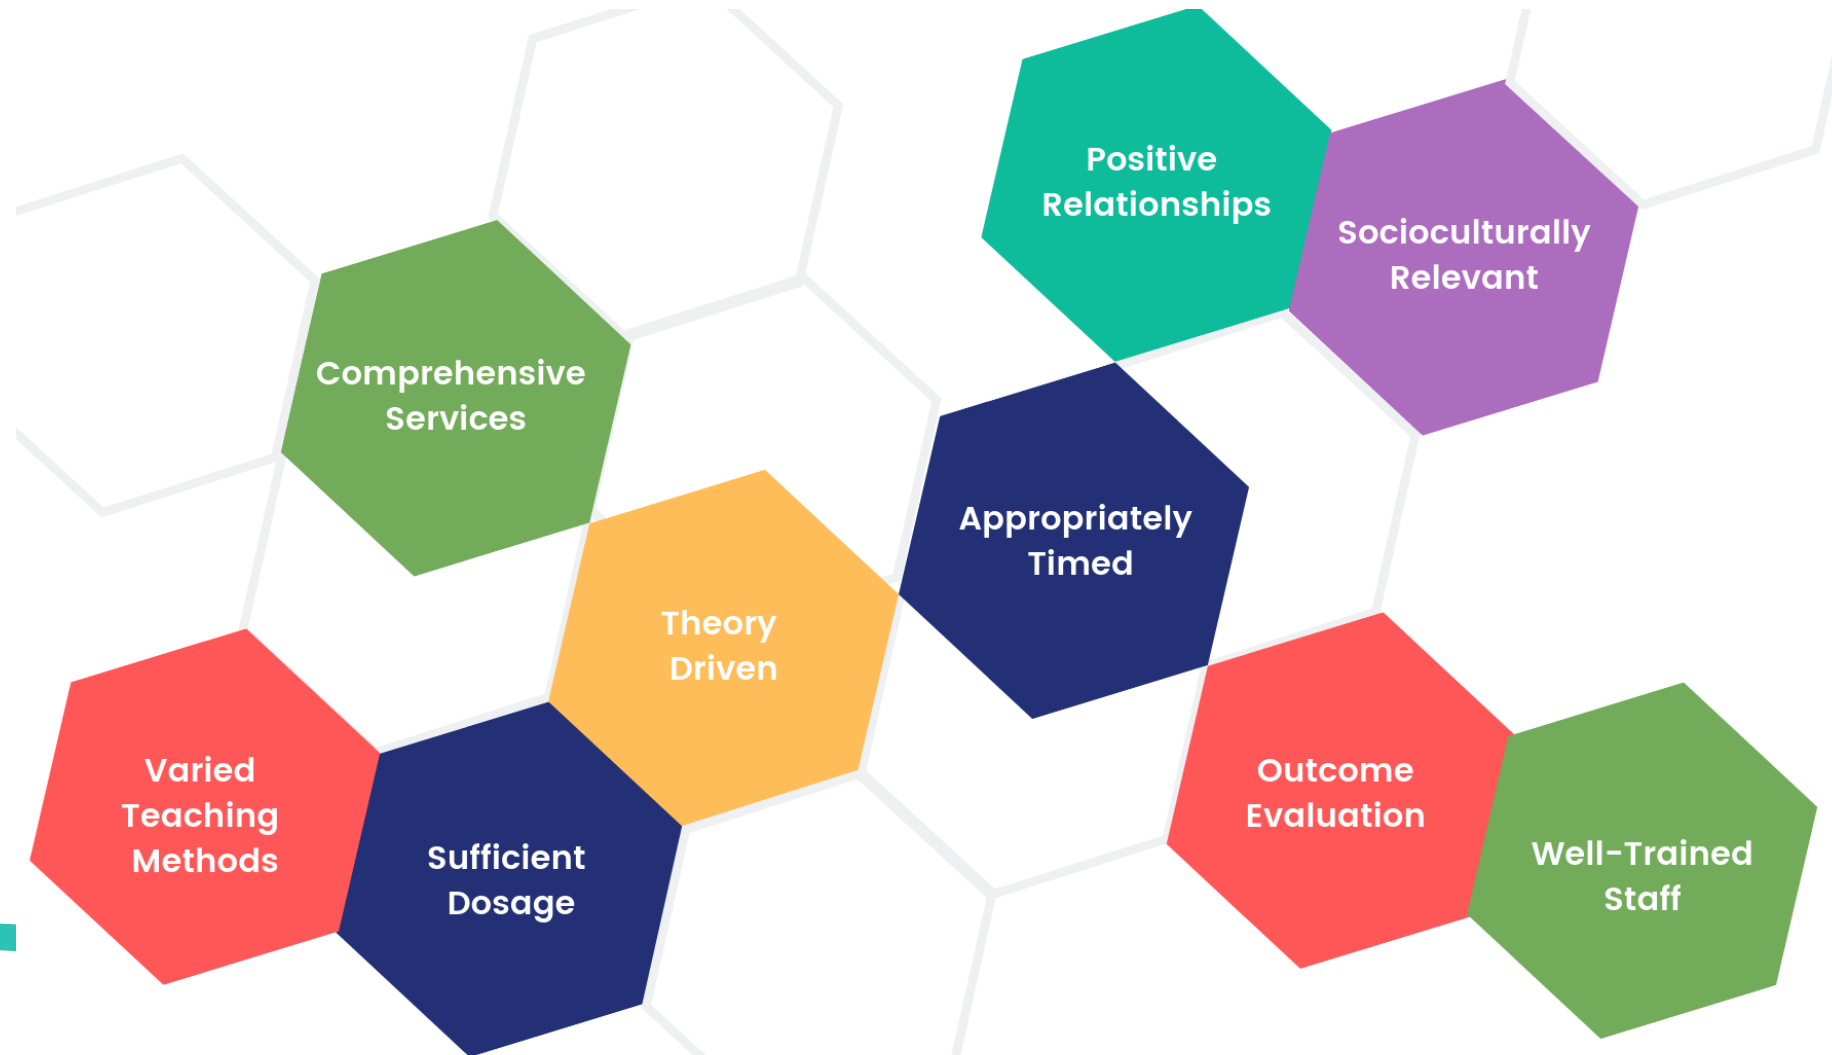 Positive
Relationships
Socioculturally
Relevant
Comprehensive
Services
Appropriately
Timed
Theory
Driven
Varied
Teaching
Methods
Sufficient
Dosage
Outcome
Evaluation
Well-Trained
Staff